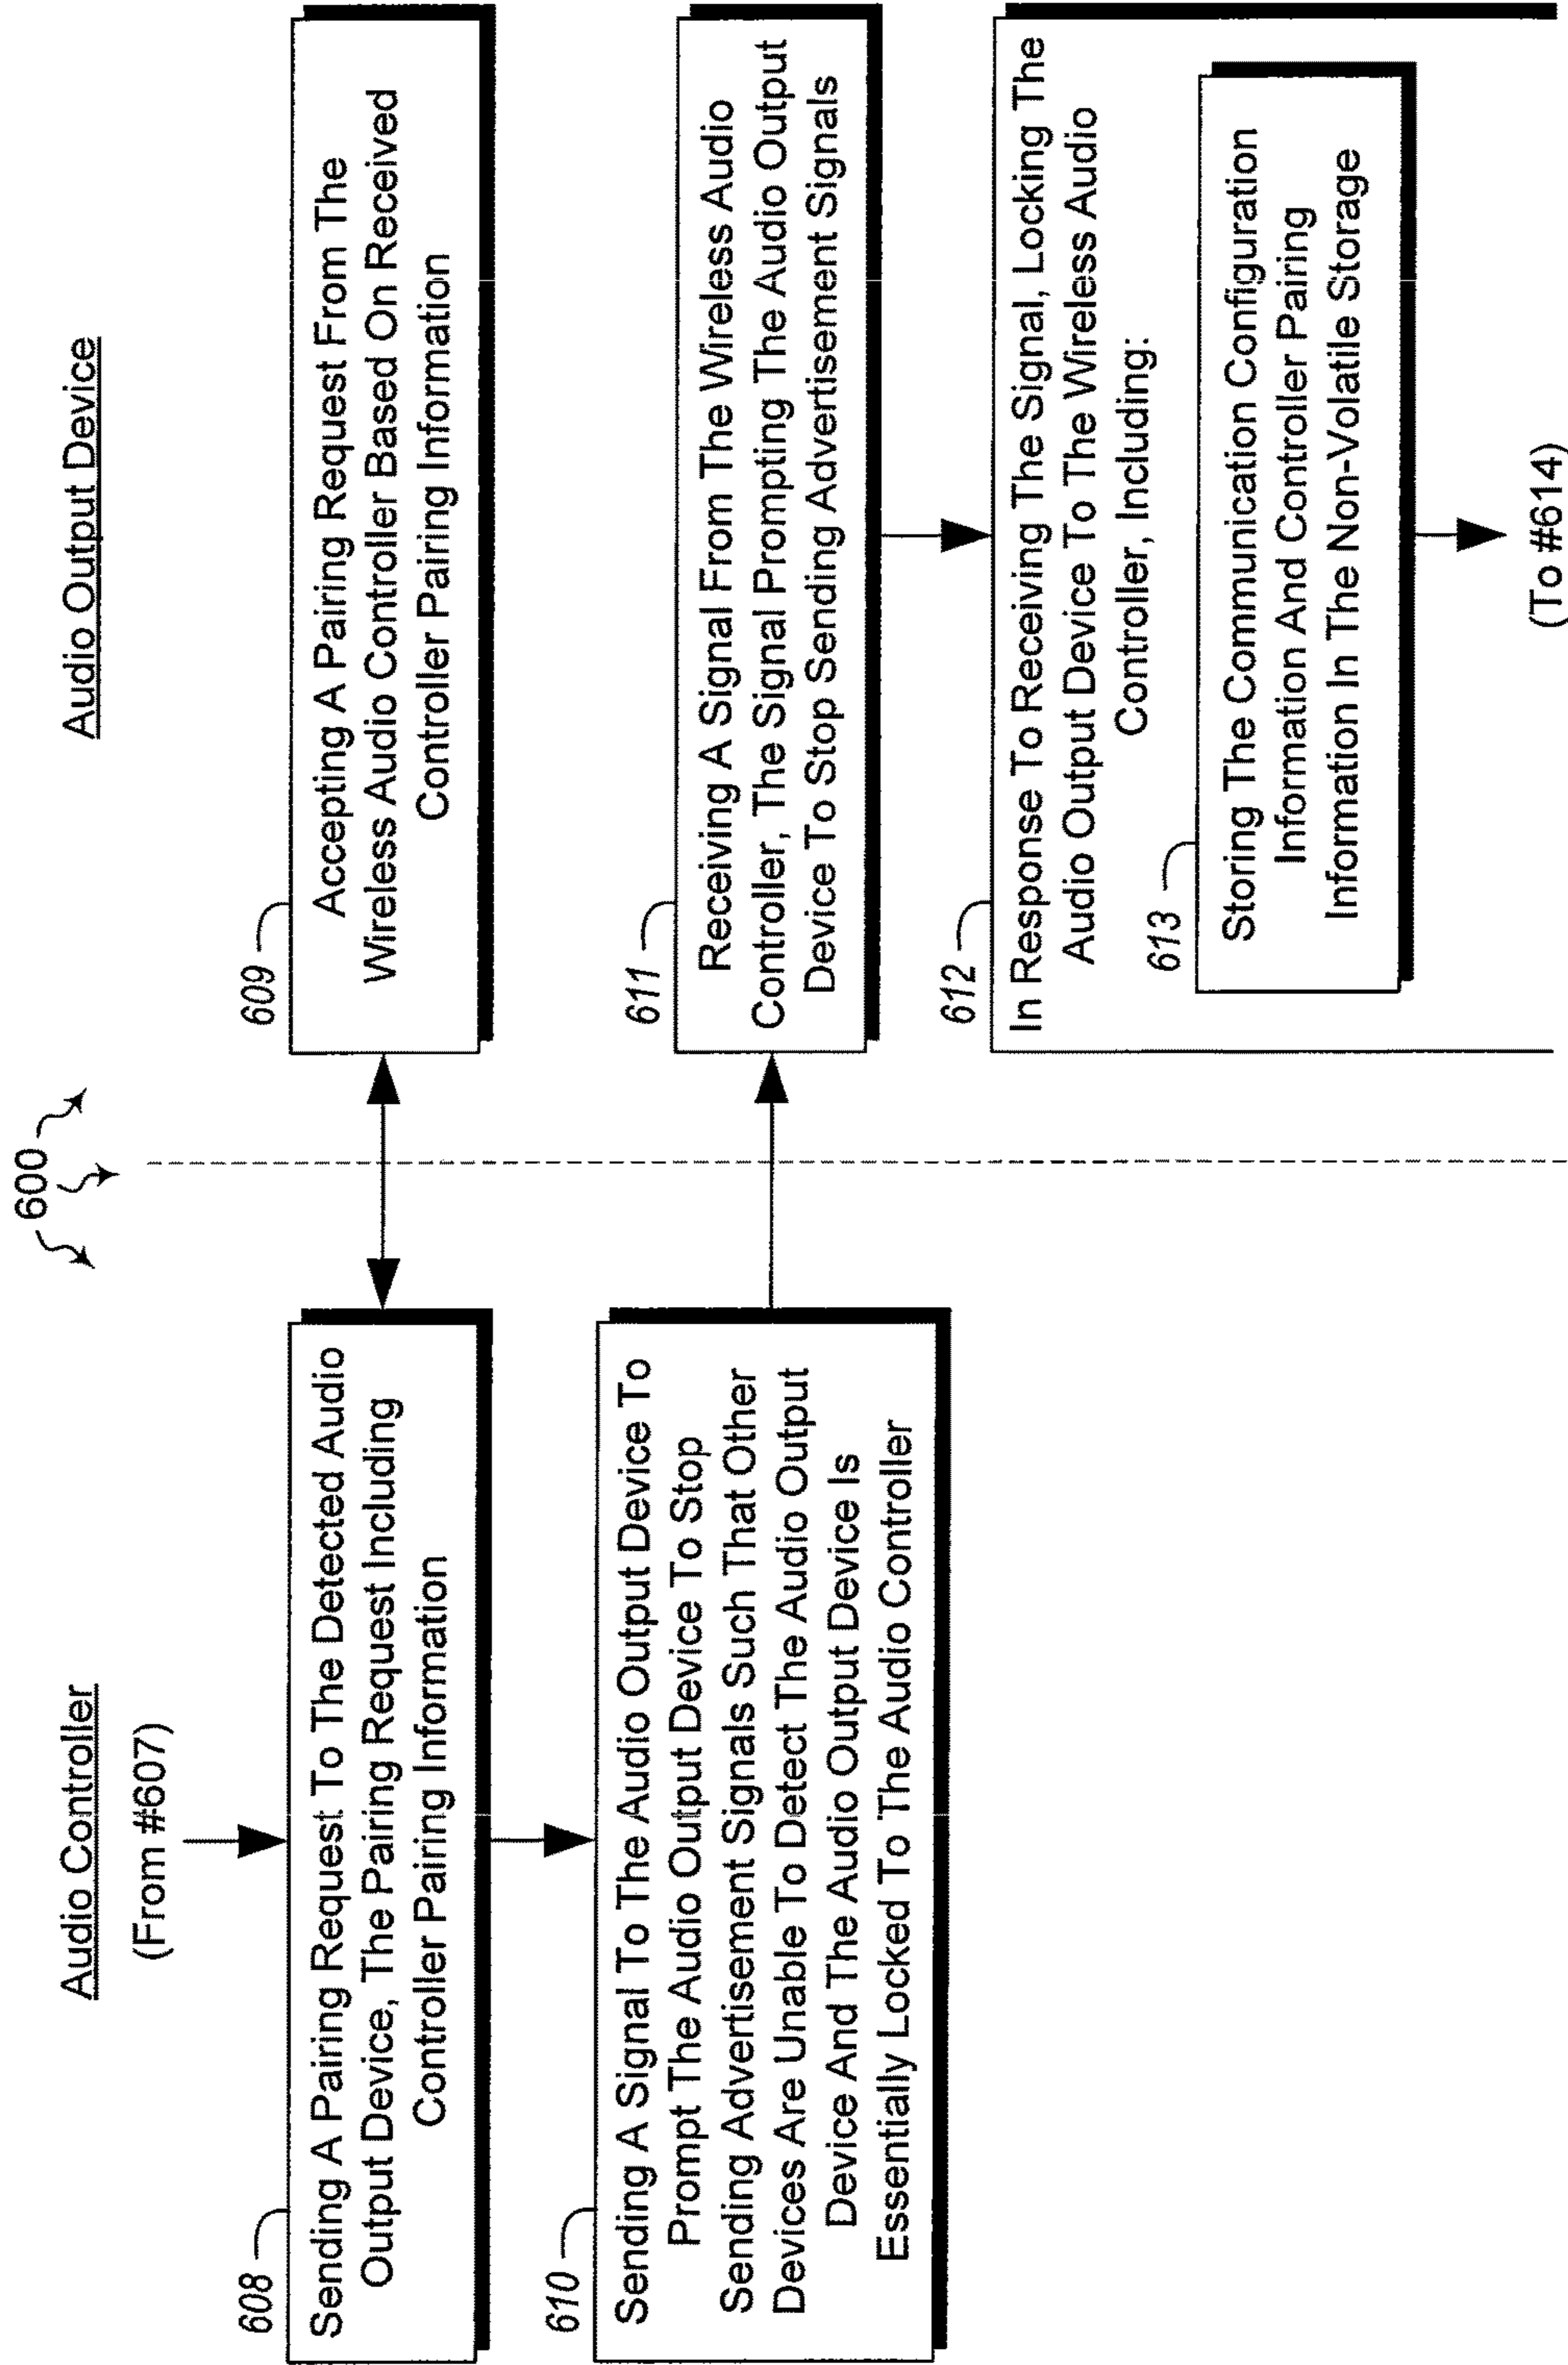 600
Audio Controller
(From #607)
608
Sending A Pairing Request To The Detected Audio
Output Device, The Pairing Request Including
Controller Pairing Information
610
Sending A Signal To The Audio Output Device To
Prompt The Audio Output Device To Stop
Sending Advertisement Signals Such That Other
Devices Are Unable To Detect The Audio Output
Device And The Audio Output Device Is
Essentially Locked To The Audio Controller
Audio Output Device
609
Accepting A Pairing Request From The
Wireless Audio Controller Based On Received
Controller Pairing Information
611
Receiving A Signal From The Wireless Audio
Controller, The Signal Prompting The Audio Output
Device To Stop Sending Advertisement Signals
612
In Response To Receiving The Signal, Locking The
Audio Output Device To The Wireless Audio
Controller, Including:
613
Storing The Communication Configuration
Information And Controller Pairing
Information In The Non-Volatile Storage
(To #614)